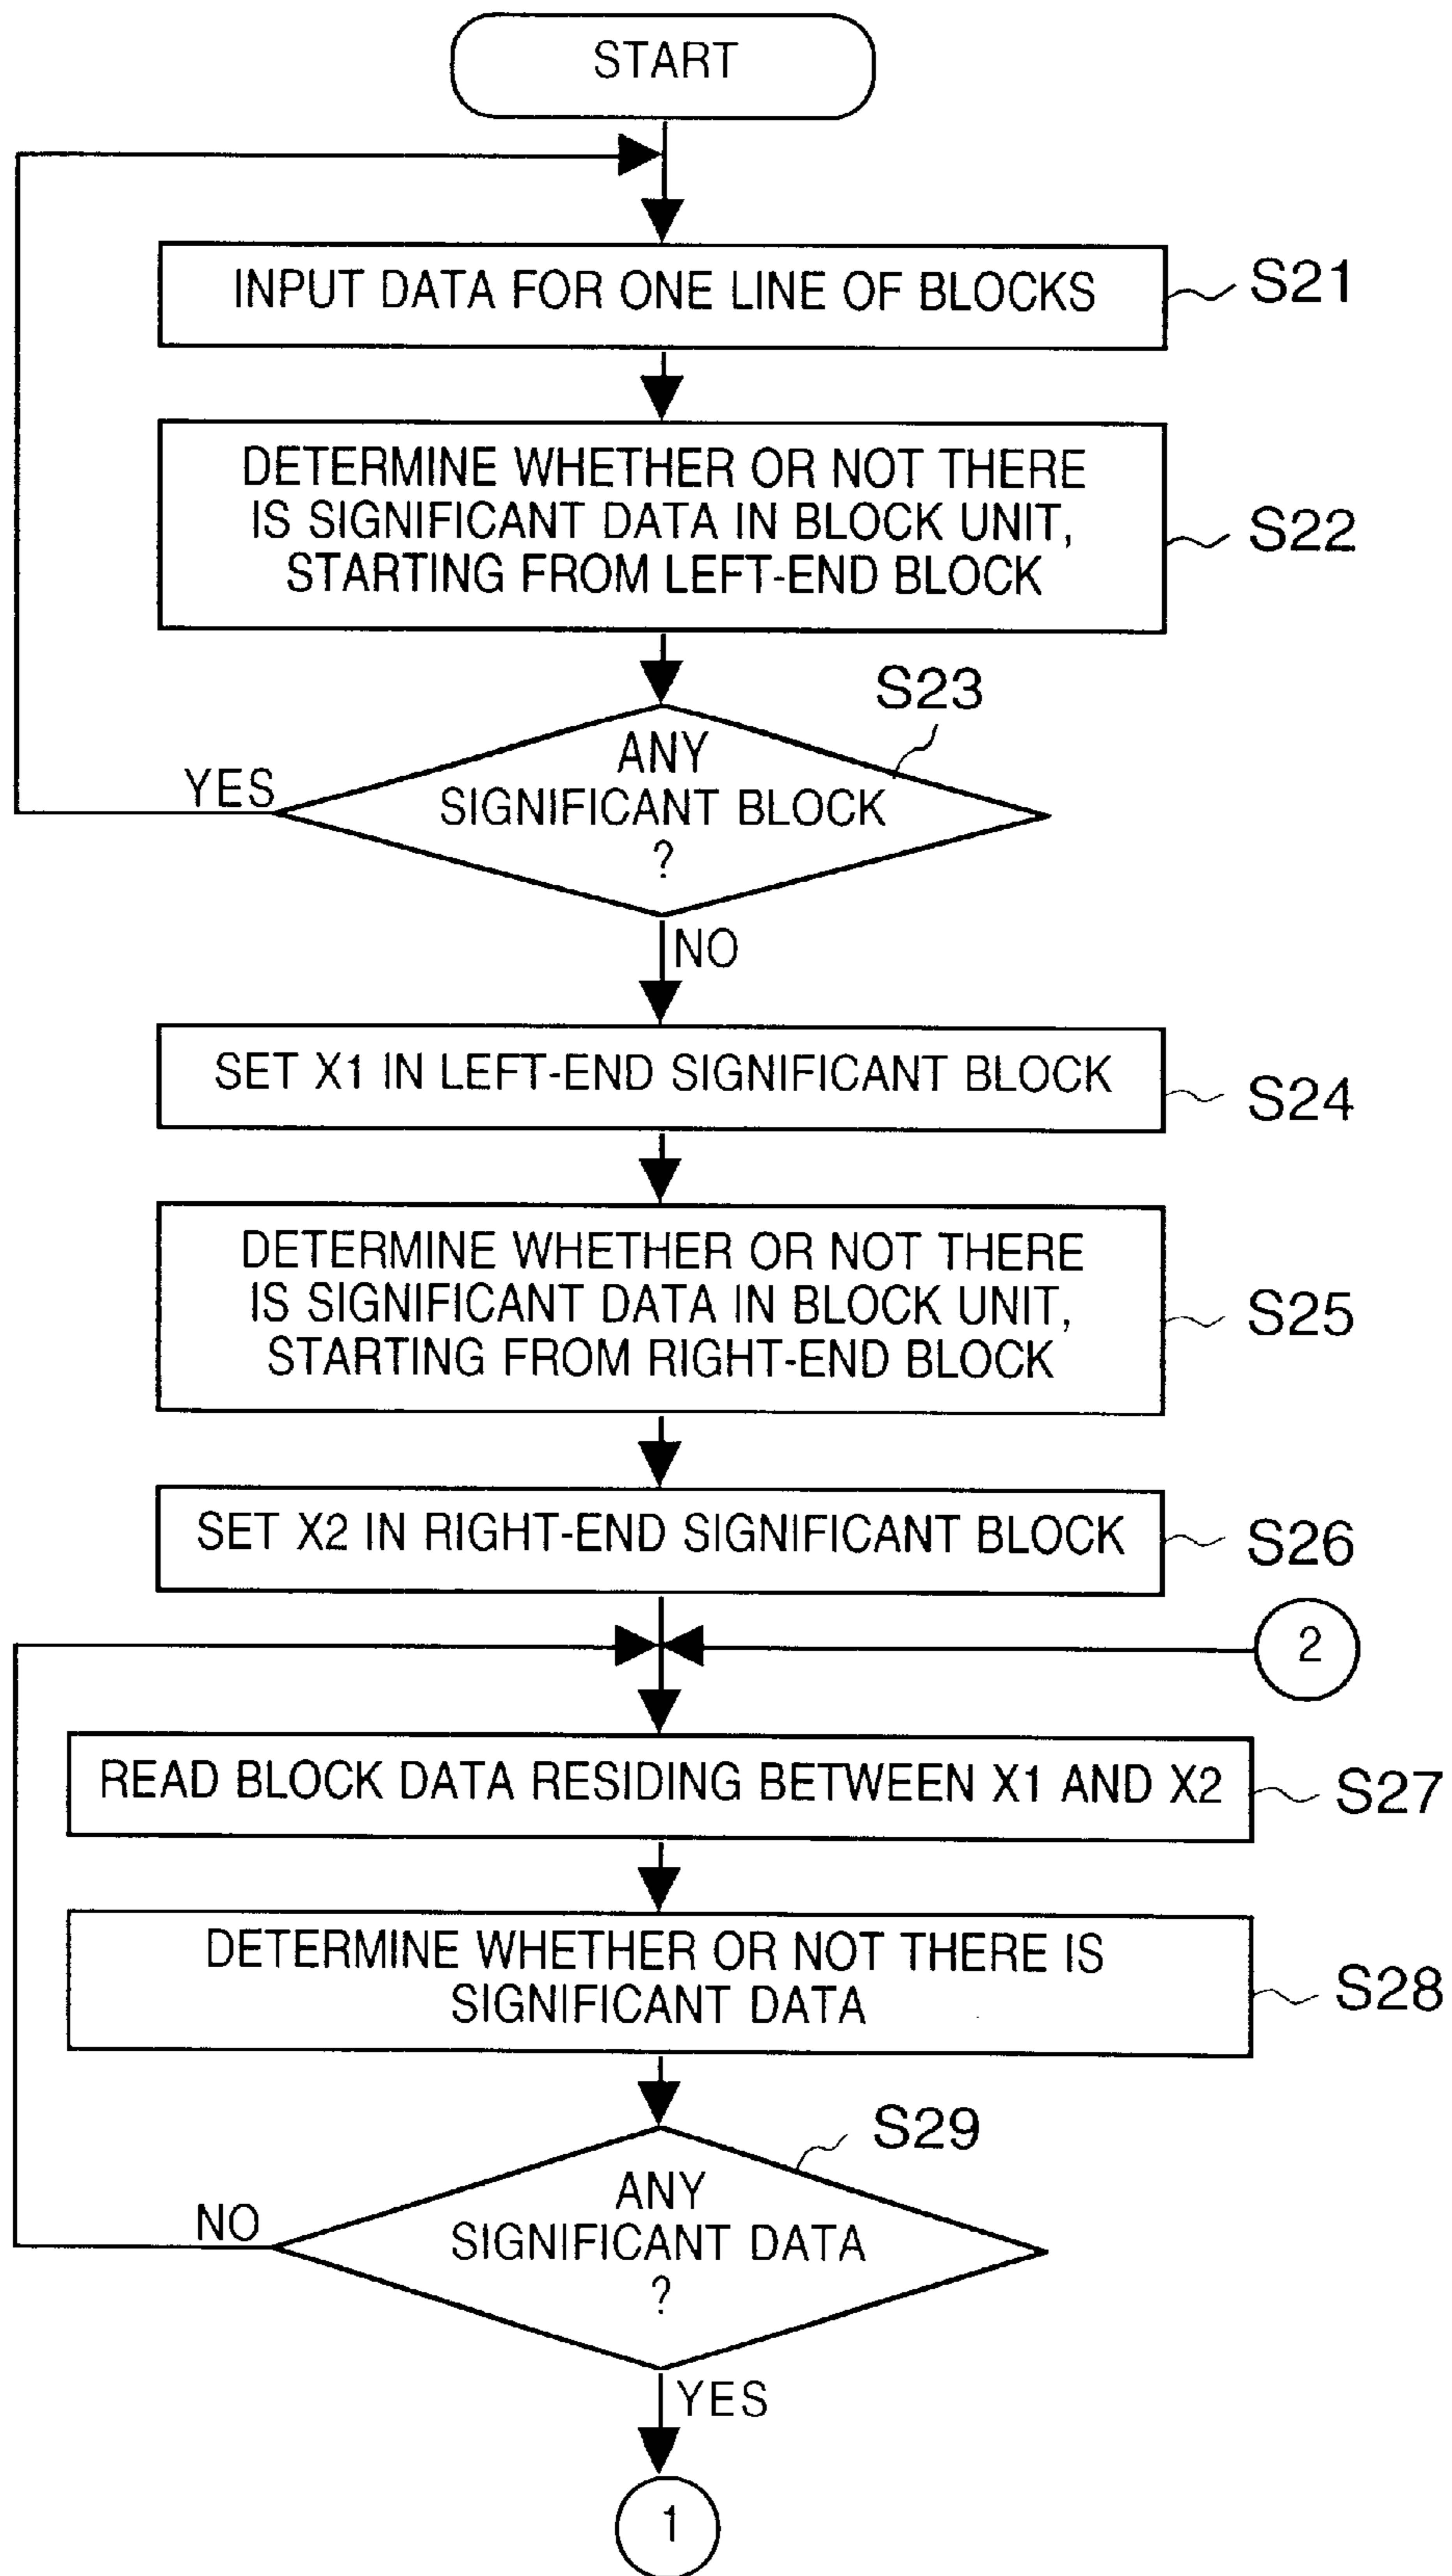 START
INPUT DATA FOR ONE LINE OF BLOCKS
S21
DETERMINE WHETHER OR NOT THERE
IS SIGNIFICANT DATA IN BLOCK UNIT,
STARTING FROM LEFT-END BLOCK
S22
S23
ANY
SIGNIFICANT BLOCK
?
YES
NO
SET X1 IN LEFT-END SIGNIFICANT BLOCK
S24
DETERMINE WHETHER OR NOT THERE
IS SIGNIFICANT DATA IN BLOCK UNIT,
STARTING FROM RIGHT-END BLOCK
S25
SET X2 IN RIGHT-END SIGNIFICANT BLOCK
S26
2
READ BLOCK DATA RESIDING BETWEEN X1 AND X2
S27
DETERMINE WHETHER OR NOT THERE IS
SIGNIFICANT DATA
S28
S29
ANY
SIGNIFICANT DATA
?
NO
YES
1